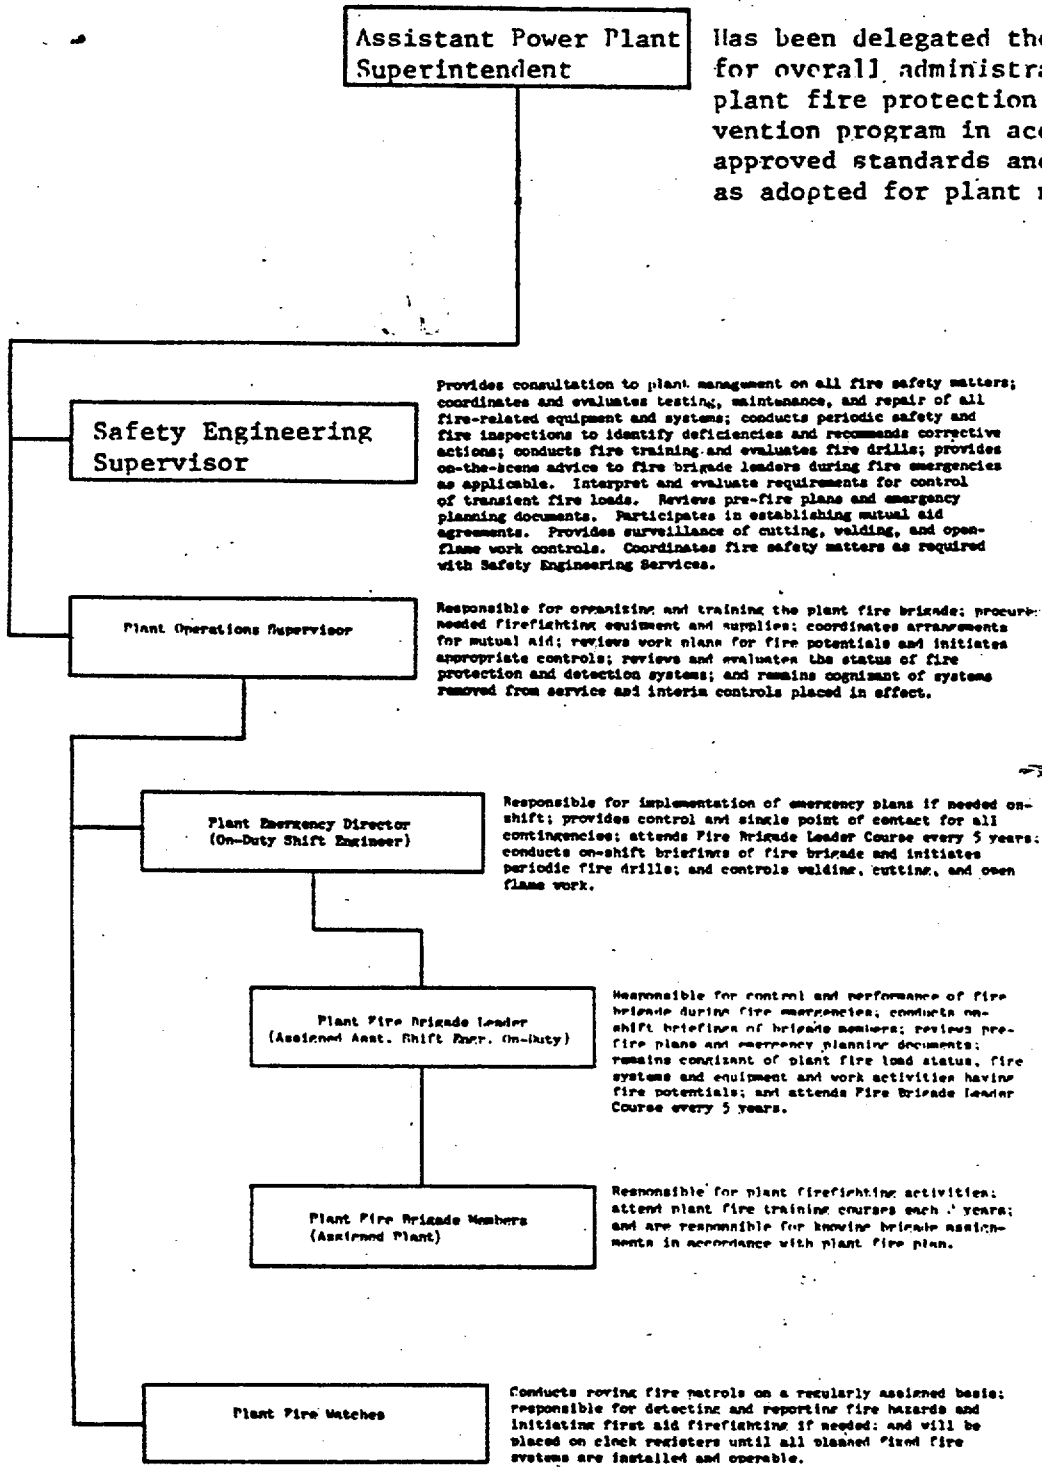 Assistant Power Plant
Superintendent
Has been delegated the
for overall administra
plant fire protection
vention program in acc
approved standards and
as adopted for plant
Safety Engineering
Supervisor
Provides consultation to plant management on all fire safety matters;
coordinates and evaluates testing, maintenance, and repair of all
fire-related equipment and systems; conducts periodic safety and
fire inspections to identify deficiencies and recommends corrective
actions; conducts fire training and evaluates fire drills; provides
on-the-scene advice to fire brigade leaders during fire emergencies
as applicable. Interpret and evaluate requirements for control
of transient fire loads. Reviews pre-fire plans and emergency
planning documents. Participates in establishing mutual aid
agreements. Provides surveillance of cutting, welding, and open-
flame work controls. Coordinates fire safety matters as required
with Safety Engineering Services.
Plant Operations Supervisor
Responsible for organizing and training the plant fire brigade; procure
needed firefighting equipment and supplies; coordinates arrangements
for mutual aid; reviews work plans for fire potentials and initiates
appropriate controls; reviews and evaluates the status of fire
protection and detection systems; and remains cognizant of systems
removed from service and interim controls placed in effect.
Plant Emergency Director
(On-Duty Shift Engineer)
Responsible for implementation of emergency plans if needed on-
shift; provides control and single point of contact for all
contingencies; attends Fire Brigade Leader Course every 5 years;
conducts on-shift briefings of fire brigade and initiates
periodic fire drills; and controls welding, cutting, and open
flame work.
Plant Fire Brigade Leader
(Assigned Asst. Shift Engr. On-Duty)
Responsible for control and performance of fire
brigade during fire emergencies; conducts on-
shift briefings of brigade members; reviews pre-
fire plans and emergency planning documents;
remains cognizant of plant fire load status, fire
systems and equipment and work activities having
fire potentials; and attends Fire Brigade Leader
Course every 5 years.
Plant Fire Brigade Members
(Assigned Plant)
Responsible for plant firefighting activities;
attend plant fire training courses each years;
and are responsible for knowing brigade assign-
ments in accordance with plant fire plan.
Plant Fire Watches
Conducts roving fire patrols on a regularly assigned basis;
responsible for detecting and reporting fire hazards and
initiating first aid firefighting if needed; and will be
placed on clock registers until all planned fixed fire
systems are installed and operable.